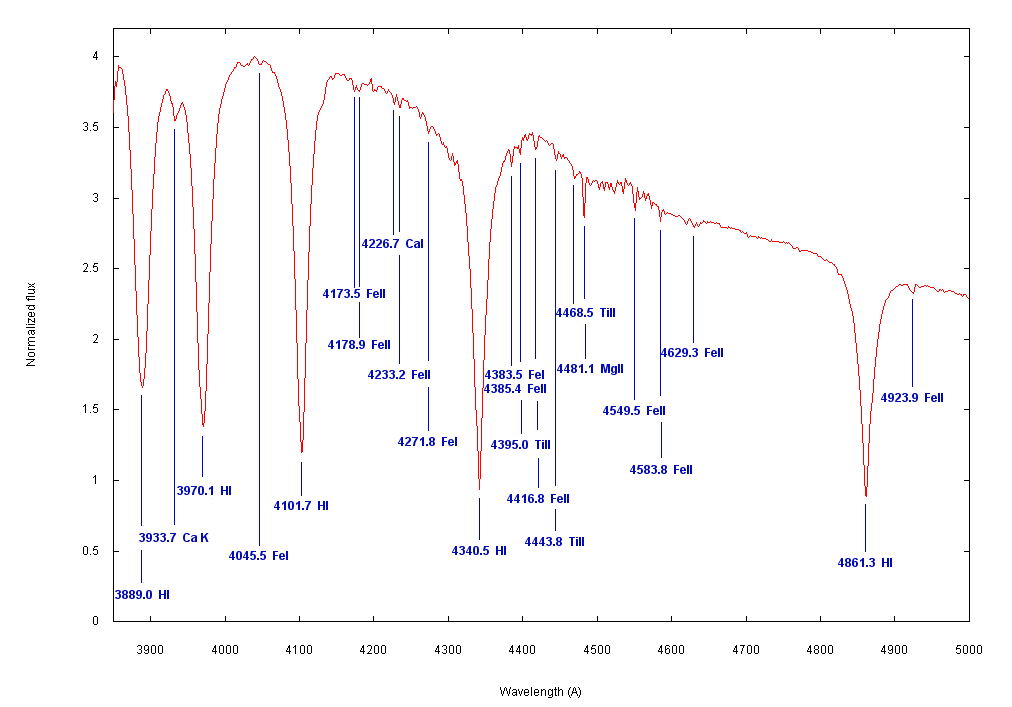 4
3.5
3
2.5
2
1.5
1
0.5
0
Normalized flux
4226.7 CaI
4173.5 FeII
4178.9 FeII
4233.2 FeII
4271.8 FeI
4468.5 TiII
4481.1 MgII
4383.5 FeI
4385.4 FeII
4395.0 TiII
4416.8 FeII
4443.8 TiII
4549.5 FeII
4583.8 FeII
4629.3 FeII
4923.9 FeII
3970.1 HI
3933.7 Ca K
4045.5 FeI
3889.0 HI
4101.7 HI
4340.5 HI
4861.3 HI
3900 4000 4100 4200 4300 4400 4500 4600 4700 4800 4900 5000
Wavelength (A)